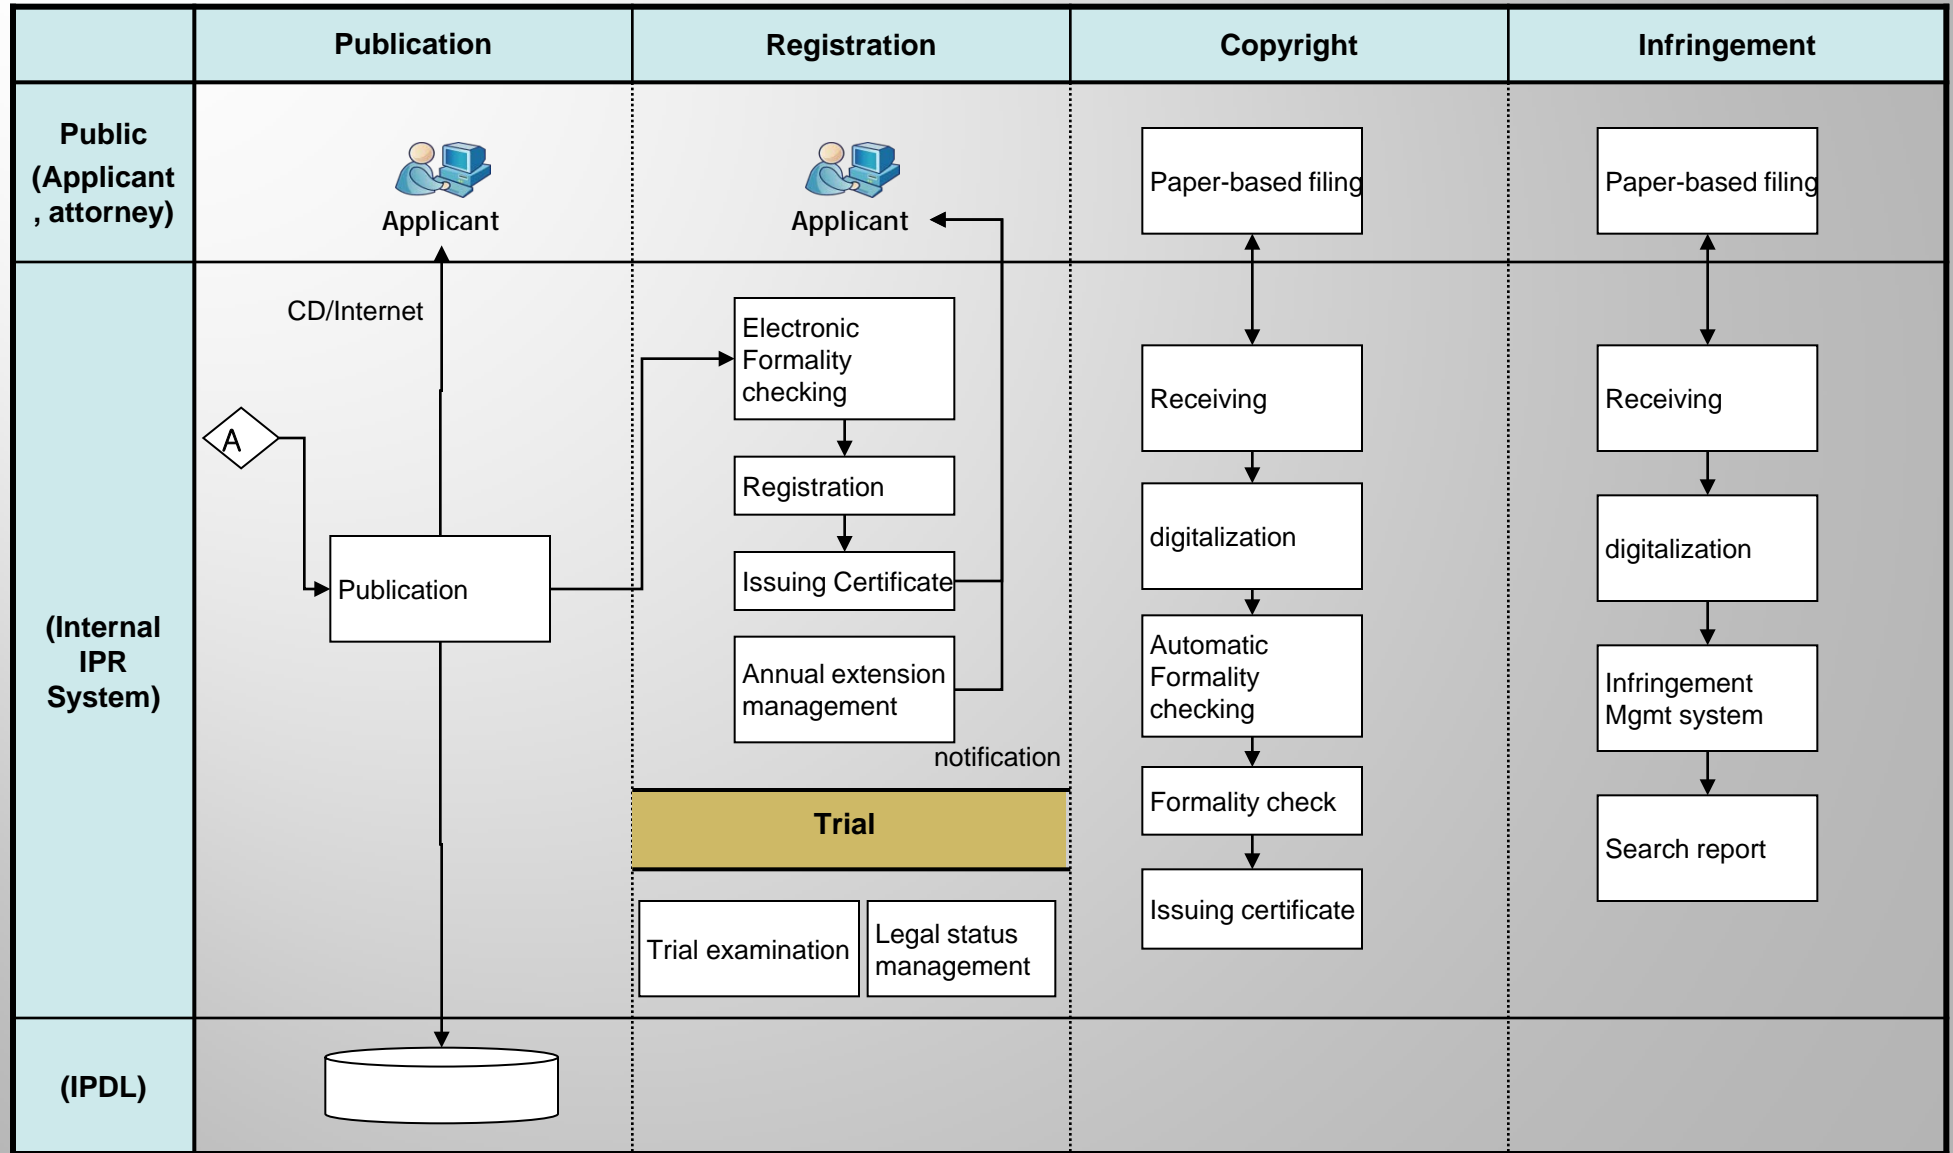 Publication
Registration
Copyright
Infringement
Public
(Applicant
, attorney)
Applicant
Applicant
Paper-based filing
Paper-based filing
(Internal
IPR
System)
CD/Internet
A
Publication
Electronic
Formality
checking
Registration
Issuing Certificate
Annual extension
management
notification
Trial
Trial examination
Legal status
management
Receiving
digitalization
Automatic
Formality
checking
Formality check
Issuing certificate
Receiving
digitalization
Infringement
Mgmt system
Search report
(IPDL)